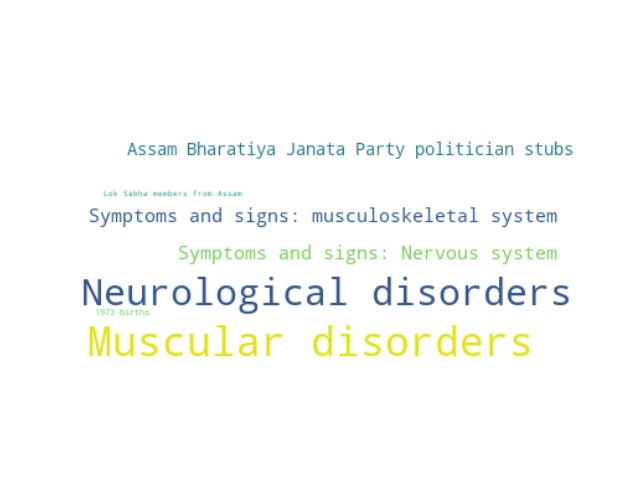 Assam Bharatiya Janata Party politician stubs
Lok Sabha members from Assam
Symptoms and signs: musculoskeletal system
Symptoms and signs: Nervous system
Neurological disorders
1973 births
Muscular disorders